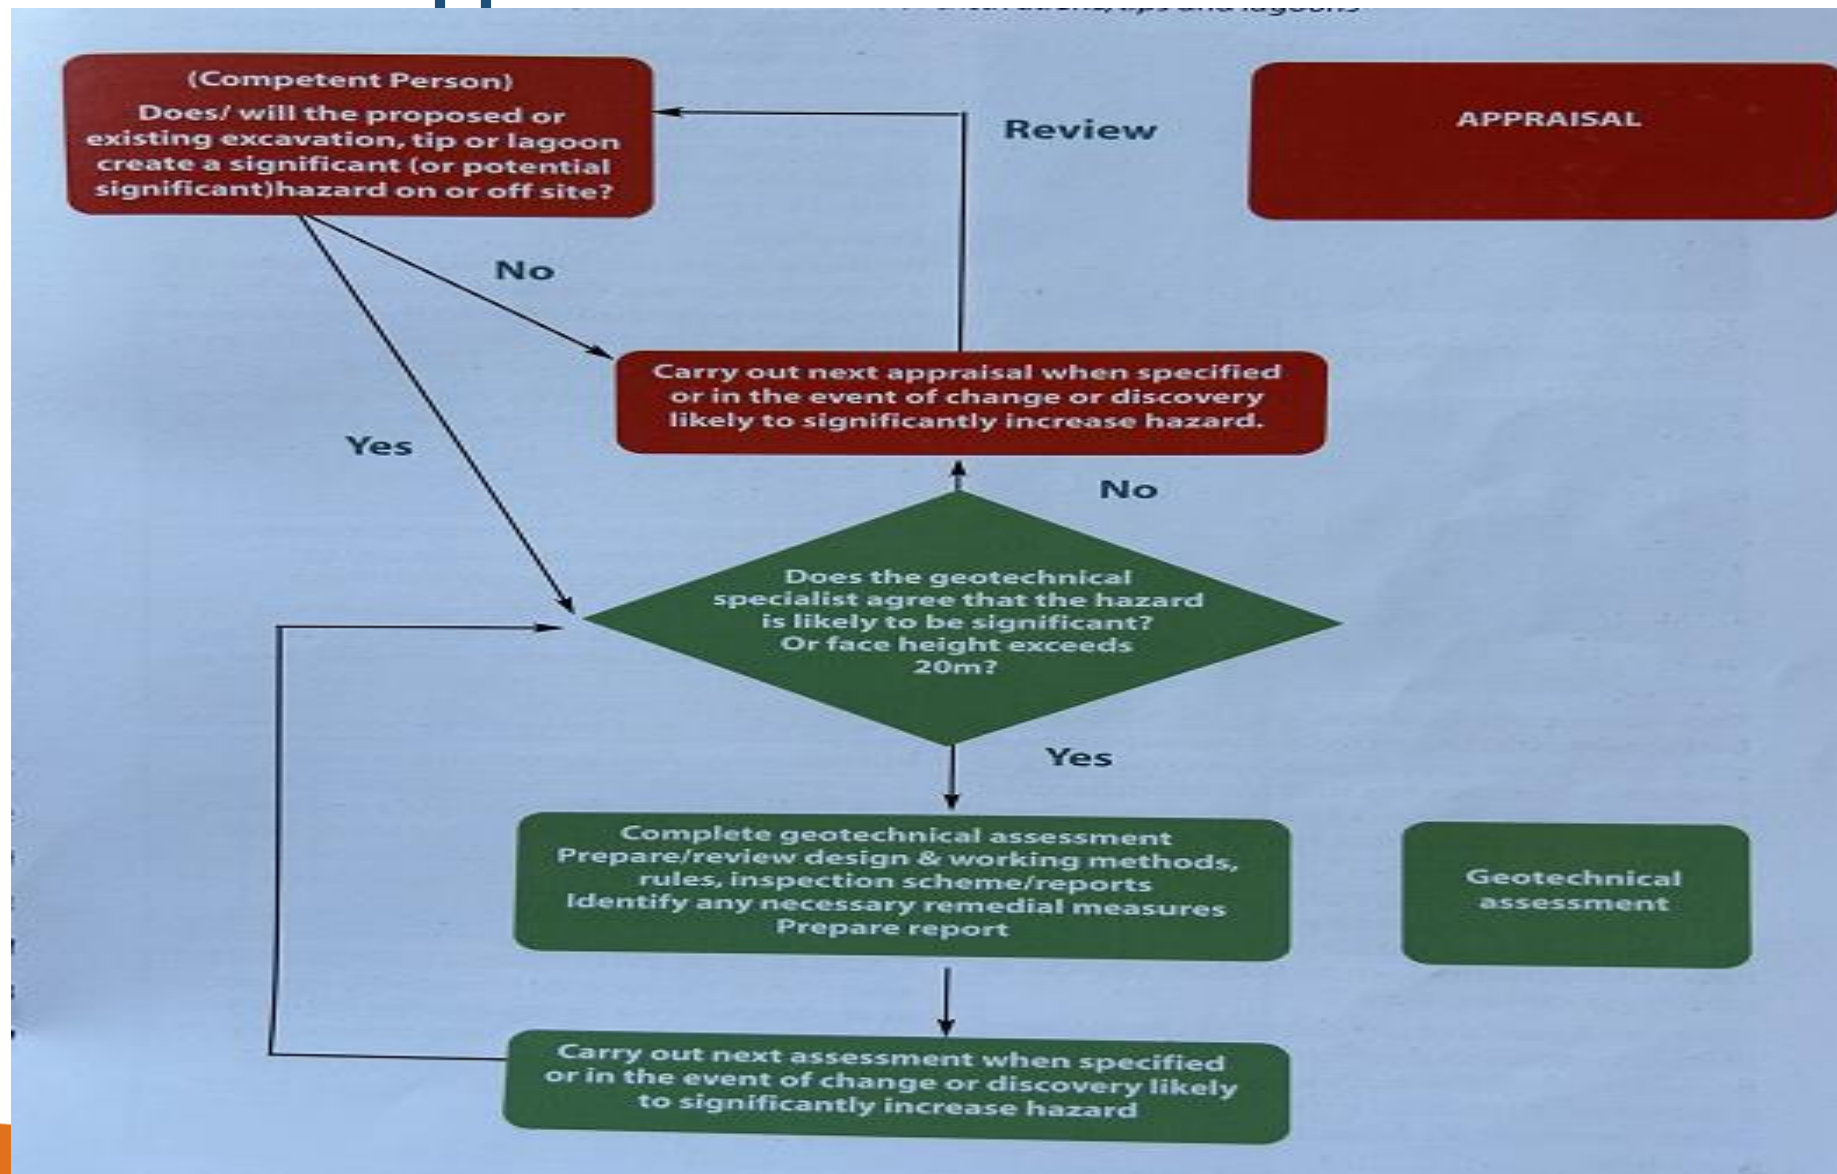 and lagoons
(Competent Person)
Does/ will the proposed or
existing excavation, tip or lagoon
create a significant (or potential
significant)hazard on or off site?
Review
APPRAISAL
No
Carry out next appraisal when specified
or in the event of change or discovery
likely to significantly increase hazard.
Yes
No
Does the geotechnical
specialist agree that the hazard
is likely to be significant?
Or face height exceeds
20m?
Yes
Complete geotechnical assessment
Prepare/review design & working methods,
rules, inspection scheme/reports
Identify any necessary remedial measures
Prepare report
Geotechnical
assessment
Carry out next assessment when specified
or in the event of change or discovery likely
to significantly increase hazard